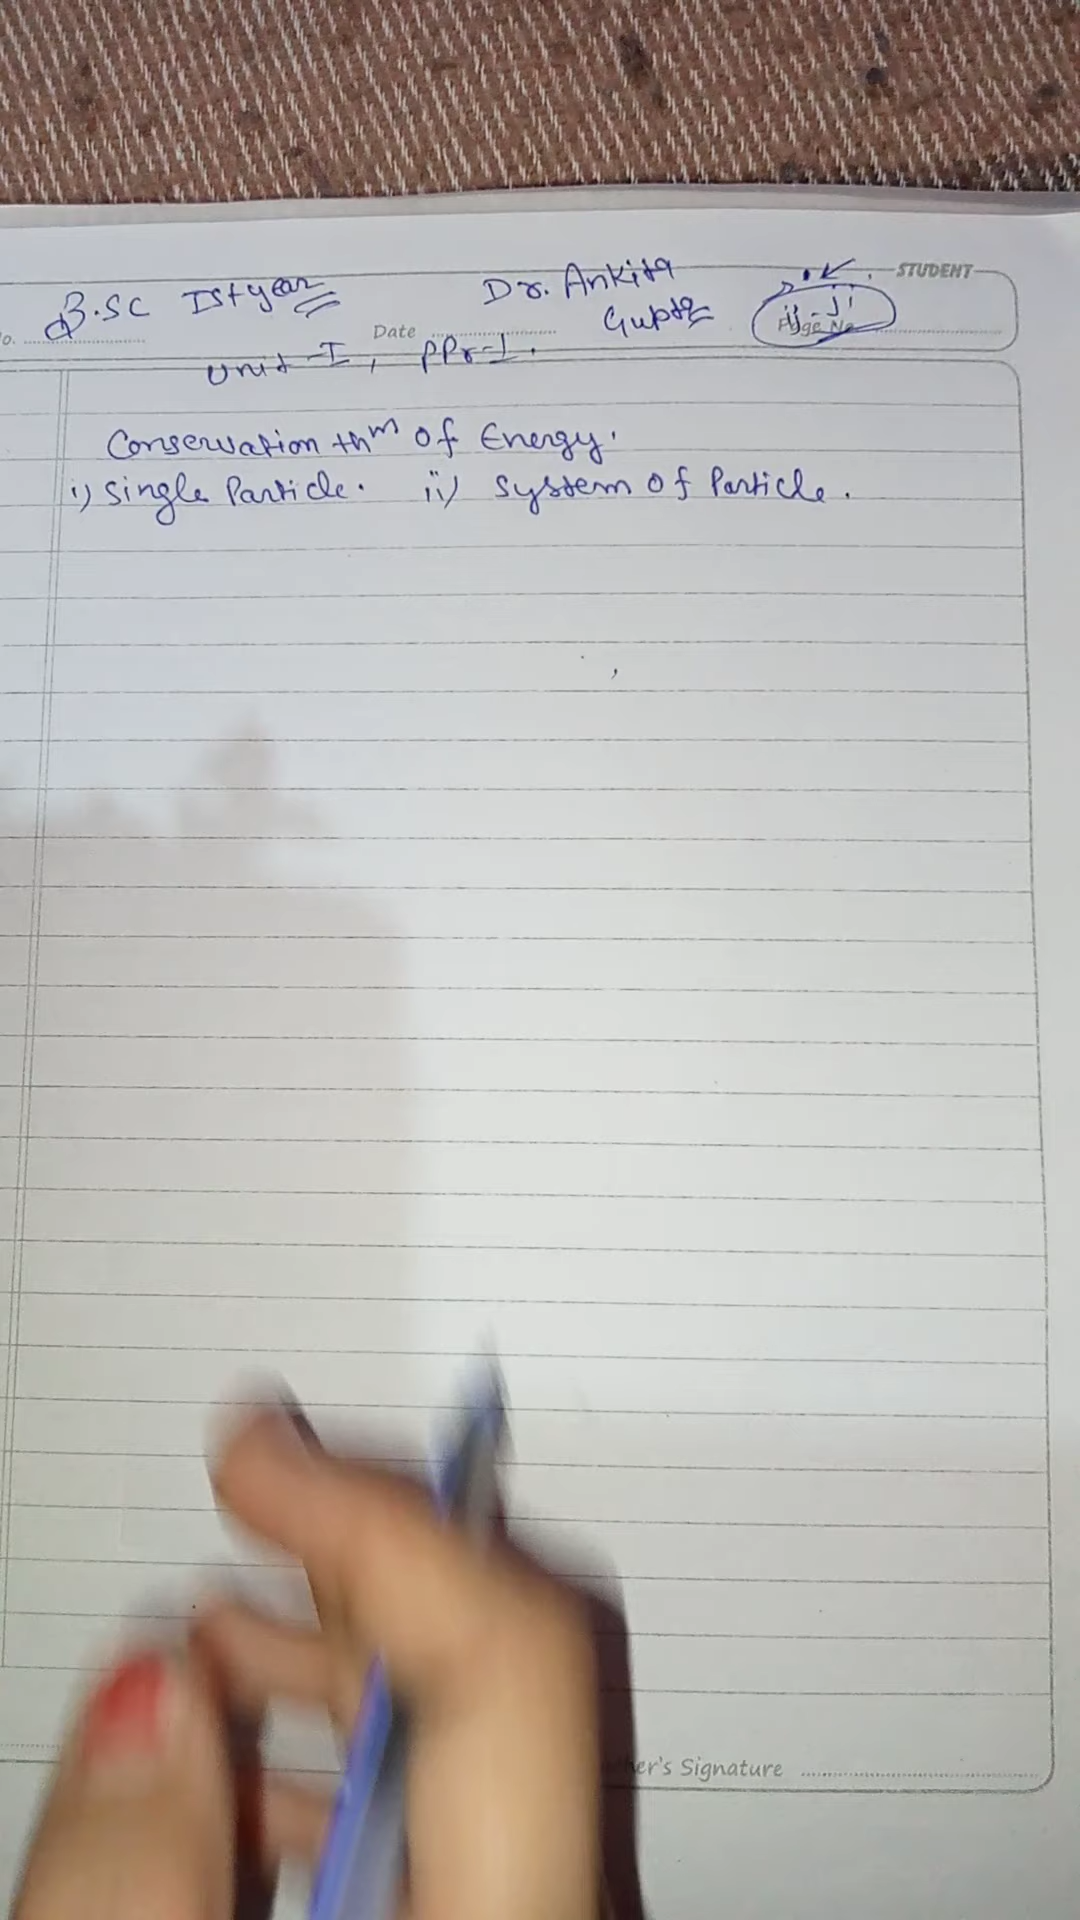 B.SC Ist year Dr. Ankita Gupta
STUDENT
o. Date Page No.
Unit-I, PPr-I.
Conservation thm of Energy.
i) Single Particle. ii) System of Particle.
er's Signature